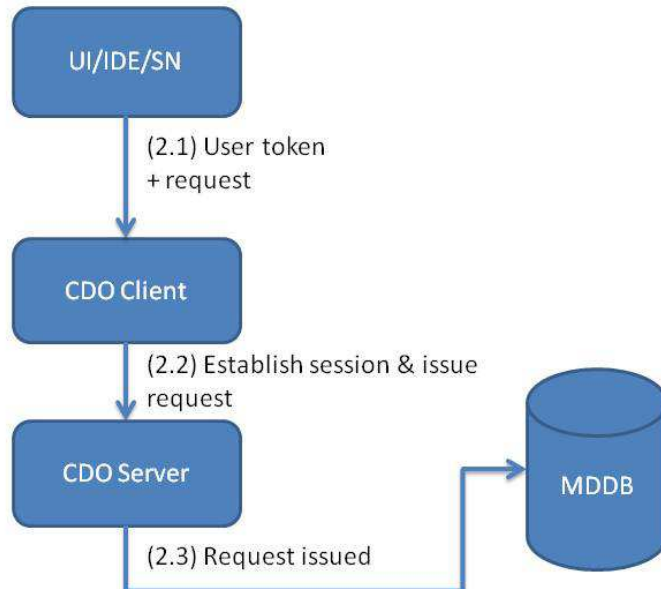 UI/IDE/SN
(2.1) User token
+ request
CDO Client
(2.2) Establish session & issue
request
CDO Server
MDDB
(2.3) Request issued